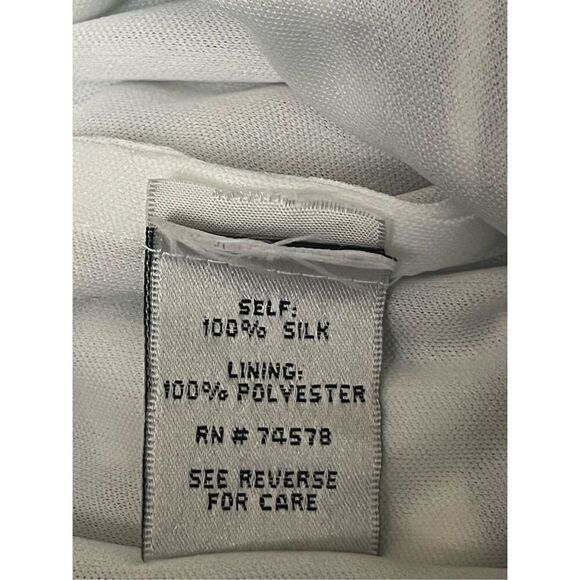 SELF:
100% SILK
LINING:
100% POLYESTER
RN # 74578
SEE REVERSE
FOR CARE